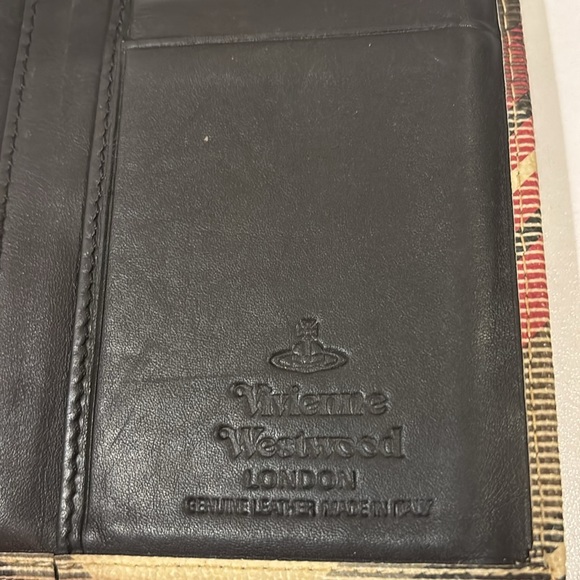 Vivienne
Westwood
LONDON
GENUINE LEATHER MADE IN ITALY